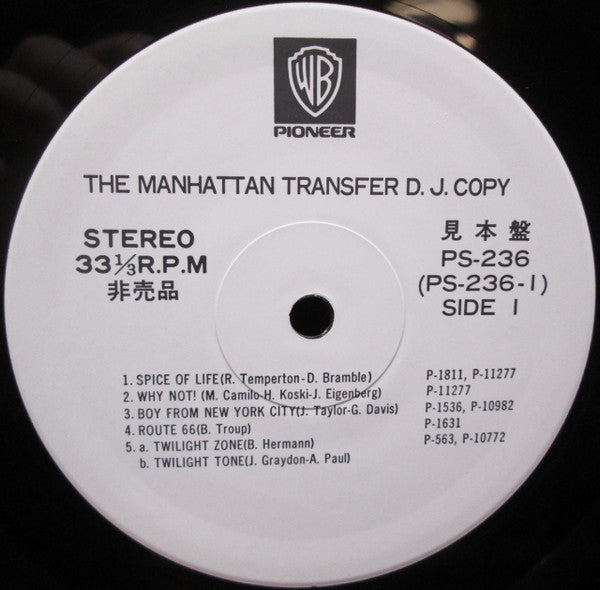 WB
PIONEER
THE MANHATTAN TRANSFER D. J. COPY
STEREO
33 1/3 R.P.M
非売品
見本盤
PS-236
(PS-236-1)
SIDE 1
1. SPICE OF LIFE(R. Temperton-D. Bramble) P-1811, P-11277
2. WHY NOT! (M. Camilo-H. Koski-J. Eigenberg) P-11277
3. BOY FROM NEW YORK CITY(J. Taylor-G. Davis) P-1536, P-10982
4. ROUTE 66(B. Troup) P-1631
5. a. TWILIGHT ZONE(B. Hermann) P-563, P-10772
b. TWILIGHT TONE(J. Graydon-A. Paul)